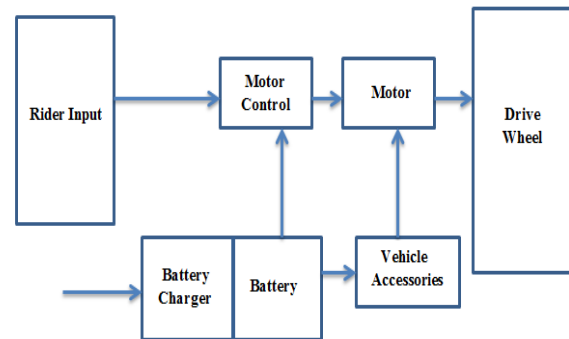 Rider Input
Motor
Control
Motor
Drive
Wheel
Battery
Charger
Battery
Vehicle
Accessories